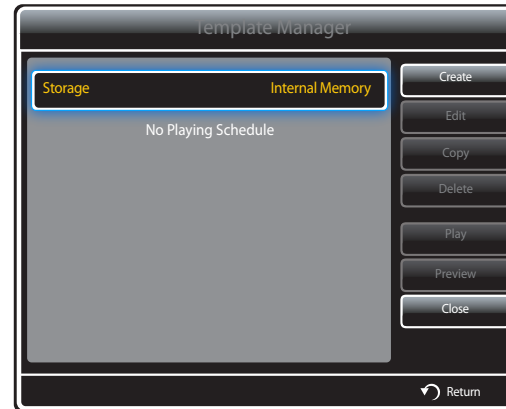 Template Manager
Storage Internal Memory
No Playing Schedule
Create
Edit
Copy
Delete
Play
Preview
Close
Return